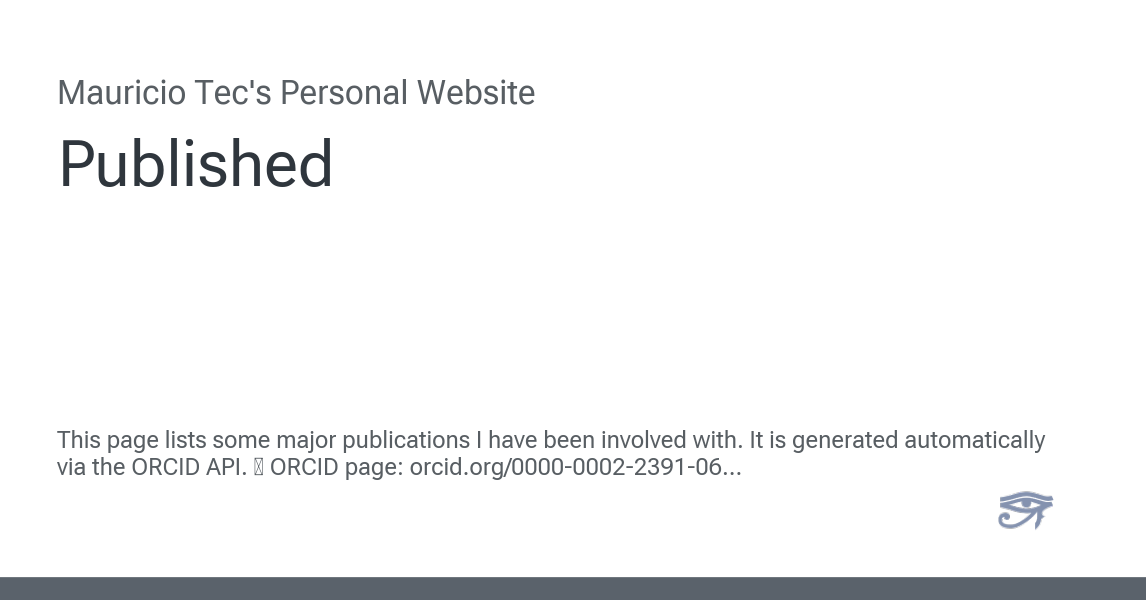 Mauricio Tec's Personal Website
Published
This page lists some major publications I have been involved with. It is generated automatically
via the ORCID API. ORCID page: orcid.org/0000-0002-2391-06...